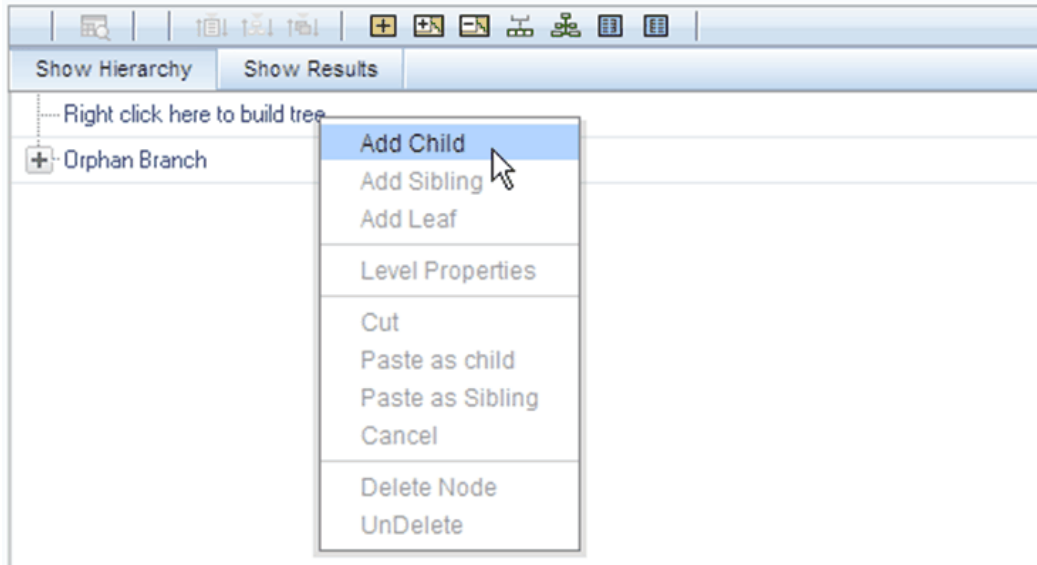 Show Hierarchy Show Results
Right click here to build tree
Orphan Branch
Add Child
Add Sibling
Add Leaf
Level Properties
Cut
Paste as child
Paste as Sibling
Cancel
Delete Node
UnDelete